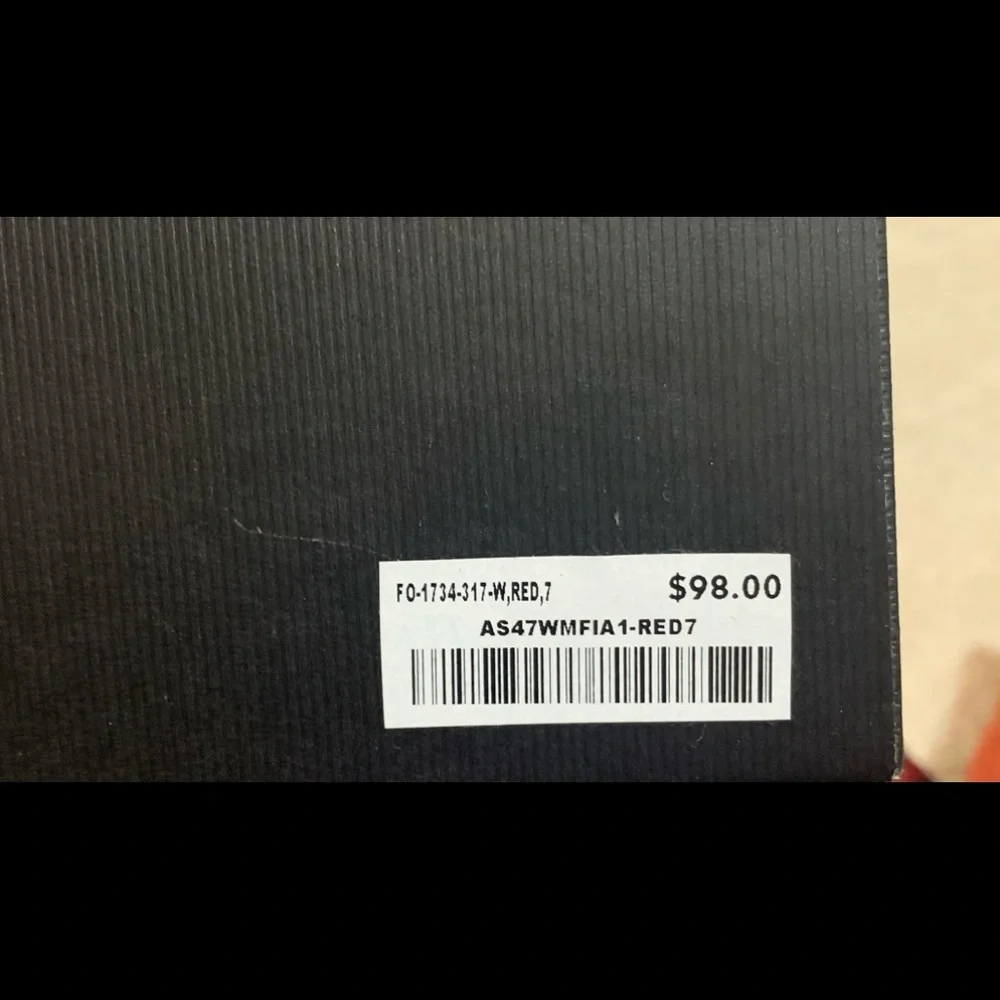 FO-1734-317-W,RED,7 $98.00
AS47WMFIA1-RED7